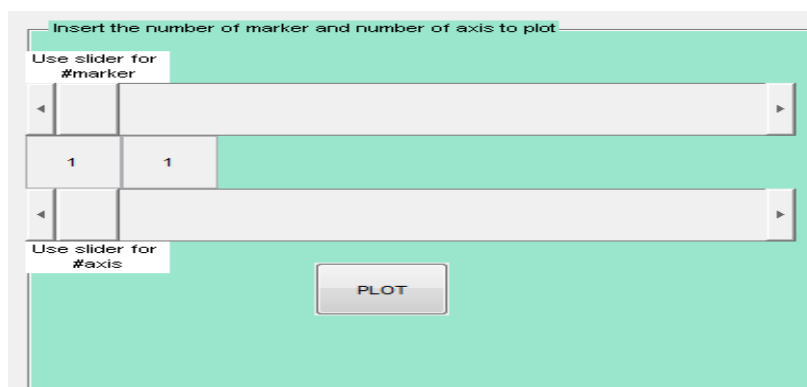 Insert the number of marker and number of axis to plot
Use slider for
#marker
1 1
Use slider for
#axis
PLOT